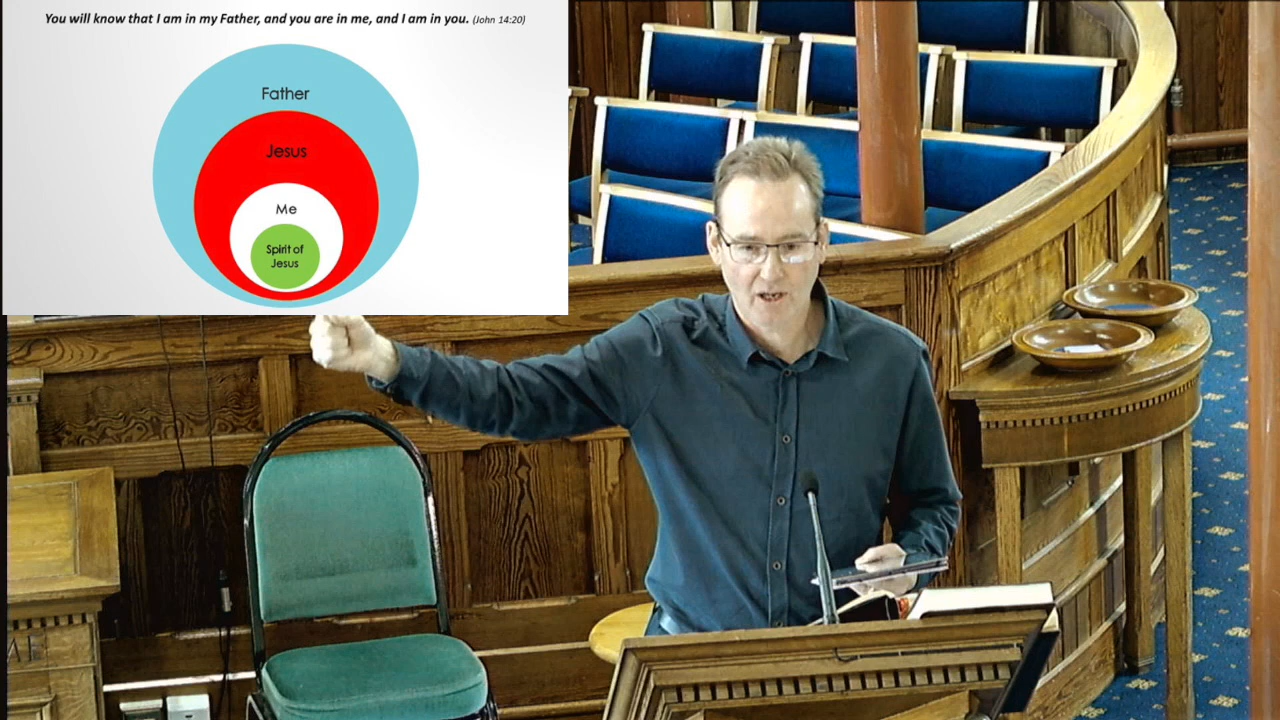 You will know that I am in my Father, and you are in me, and I am in you. (John 14:20)
Father
Jesus
Me
Spirit of
Jesus